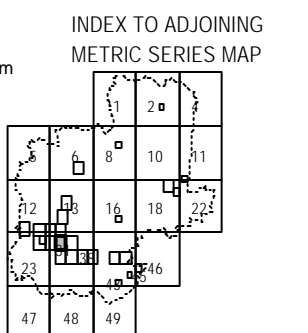 INDEX TO ADJOINING
METRIC SERIES MAP
m
1 2 4
5 6 8 10 11
12 13 16 18 22
23 46
47 48 49